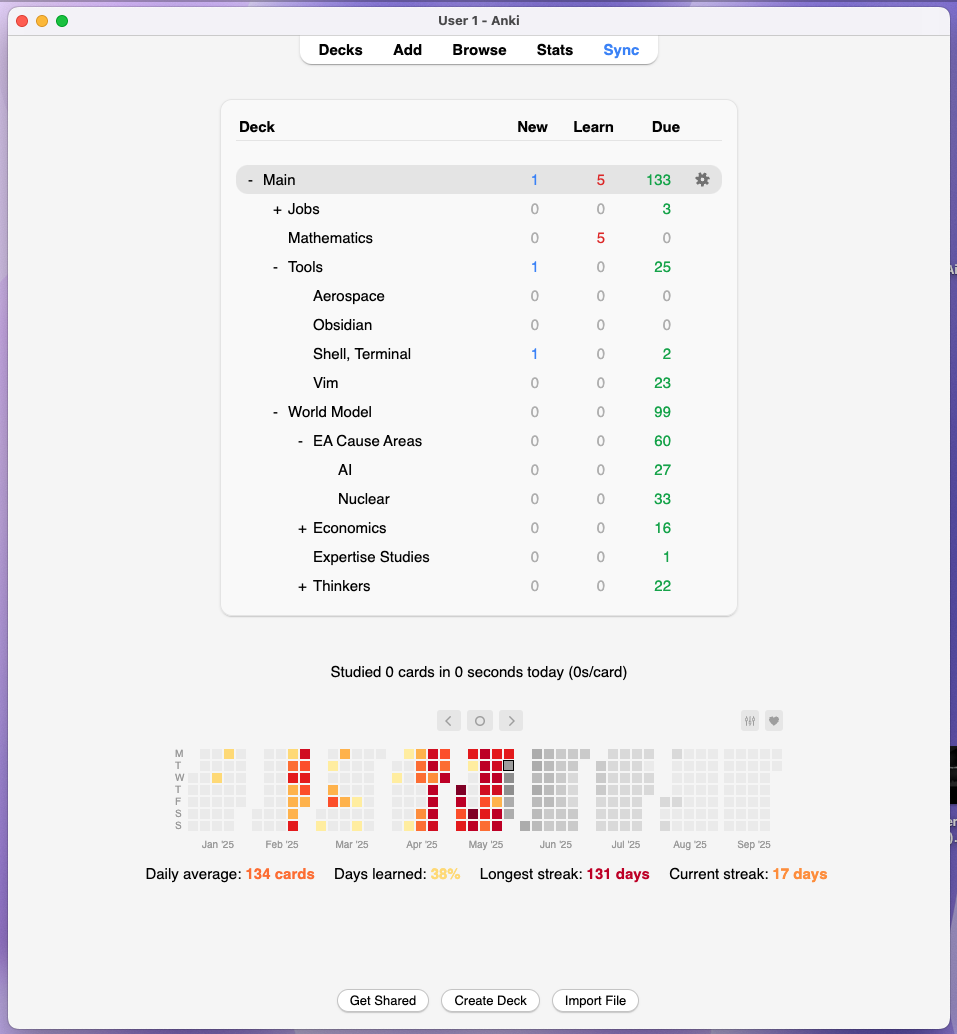 User 1 - Anki
Decks Add Browse Stats Sync
Deck New Learn Due
- Main 1 5 133
+ Jobs 0 0 3
Mathematics 0 5 0
- Tools 1 0 25
Aerospace 0 0 0
Obsidian 0 0 0
Shell, Terminal 1 0 2
Vim 0 0 23
- World Model 0 0 99
- EA Cause Areas 0 0 60
AI 0 0 27
Nuclear 0 0 33
+ Economics 0 0 16
Expertise Studies 0 0 1
+ Thinkers 0 0 22
Studied 0 cards in 0 seconds today (0s/card)
M
T
W
T
F
S
S
Jan '25 Feb '25 Mar '25 Apr '25 May '25 Jun '25 Jul '25 Aug '25 Sep '25
Daily average: 134 cards Days learned: 38% Longest streak: 131 days Current streak: 17 days
Get Shared Create Deck Import File